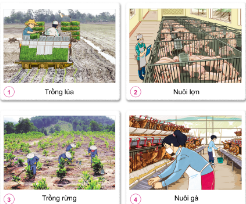 1 Trồng lúa
2 Nuôi lợn
3 Trồng rừng
4 Nuôi gà